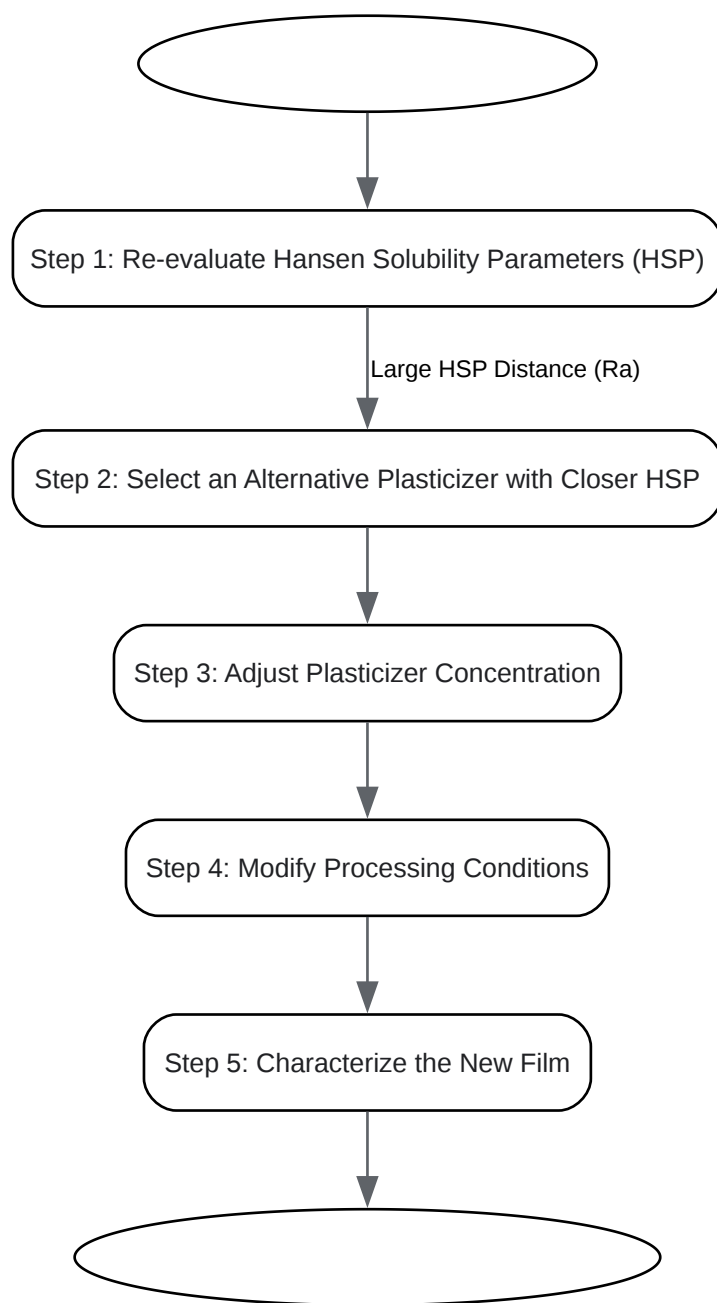 Step 1: Re-evaluate Hansen Solubility Parameters (HSP)
Large HSP Distance (Ra)
Step 2: Select an Alternative Plasticizer with Closer HSP
Step 3: Adjust Plasticizer Concentration
Step 4: Modify Processing Conditions
Step 5: Characterize the New Film